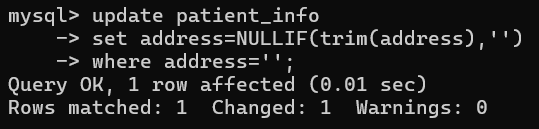 mysql> update patient_info
    -> set address=NULLIF(trim(address),'')
    -> where address='';
Query OK, 1 row affected (0.01 sec)
Rows matched: 1  Changed: 1  Warnings: 0